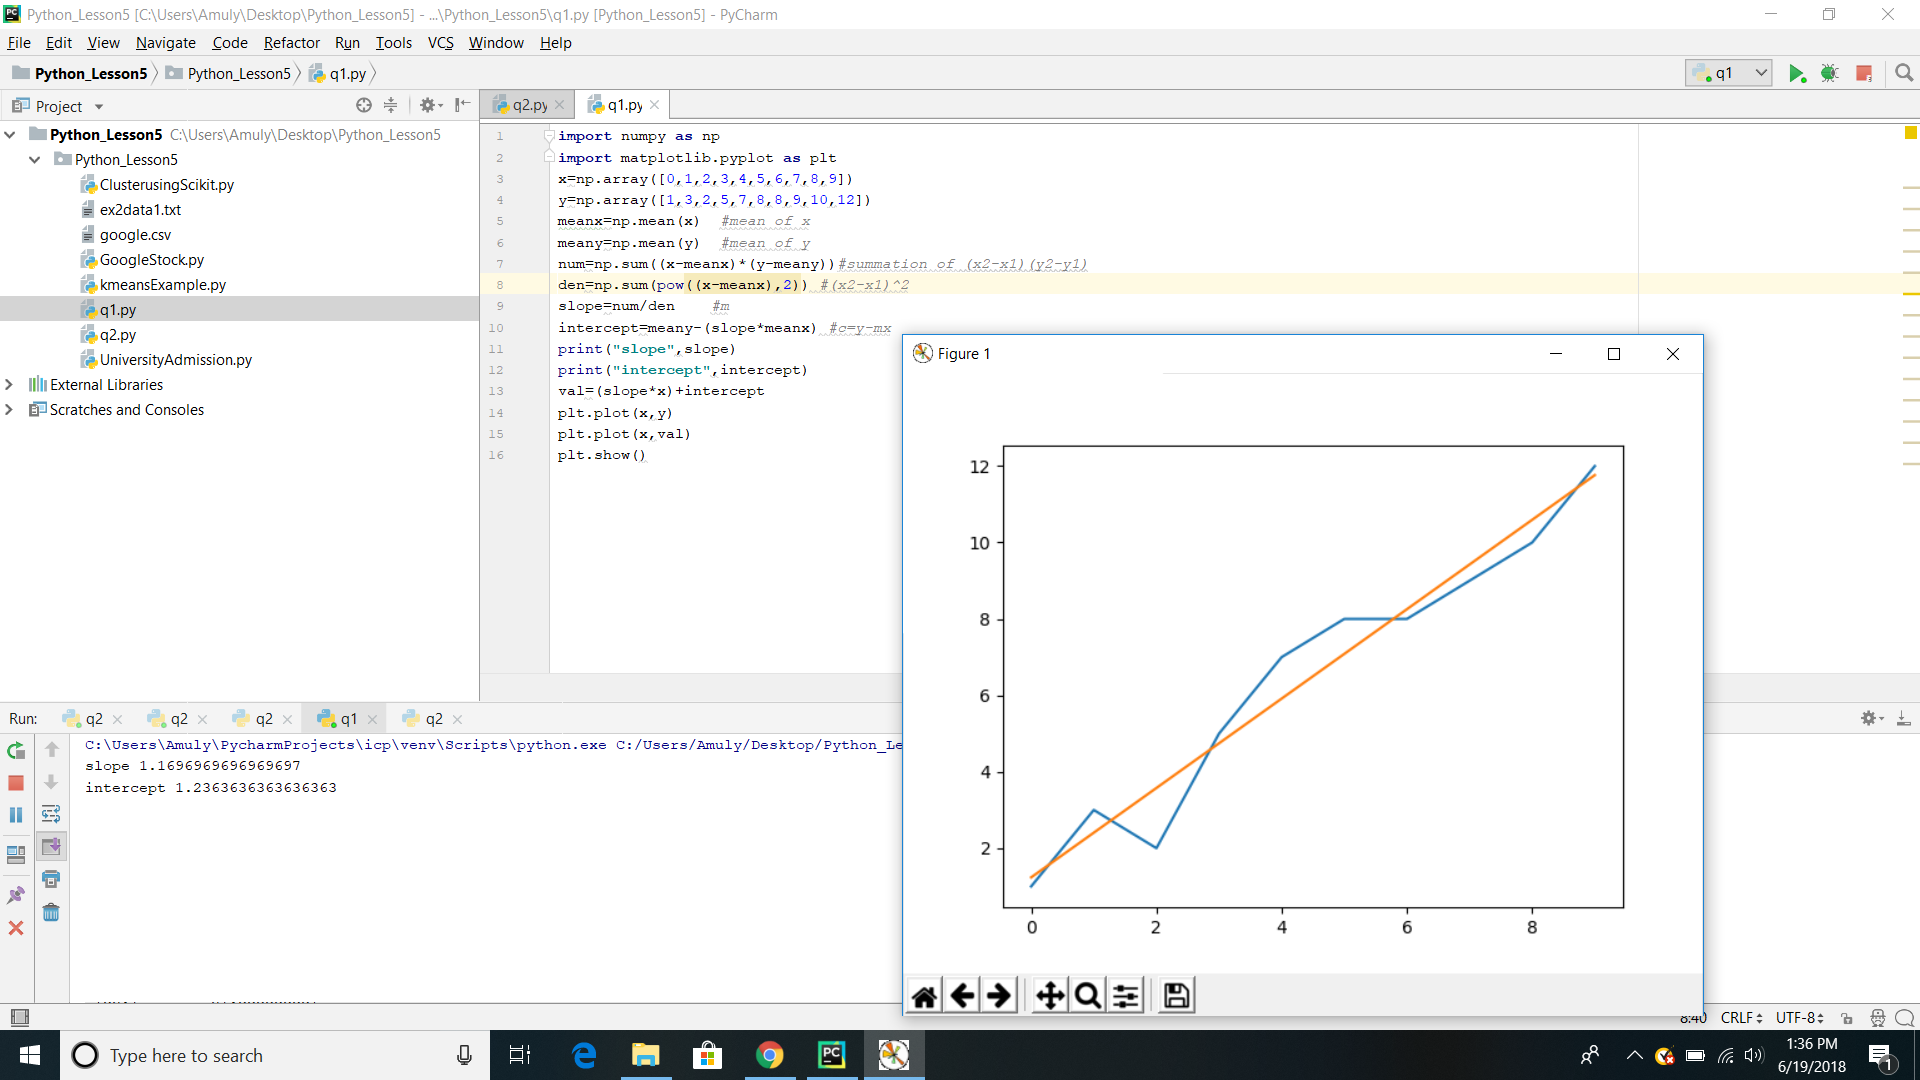 Python_Lesson5 [C:\Users\Amuly\Desktop\Python_Lesson5] - ...\Python_Lesson5\q1.py [Python_Lesson5] - PyCharm
File Edit View Navigate Code Refactor Run Tools VCS Window Help
Python_Lesson5 Python_Lesson5 q1.py q1
Project
Python_Lesson5 C:\Users\Amuly\Desktop\Python_Lesson5
Python_Lesson5
ClusterusingScikit.py
ex2data1.txt
google.csv
GoogleStock.py
kmeansExample.py
q1.py
q2.py
UniversityAdmission.py
External Libraries
Scratches and Consoles
q2.py q1.py
1 import numpy as np
2 import matplotlib.pyplot as plt
3 x=np.array([0,1,2,3,4,5,6,7,8,9])
4 y=np.array([1,3,2,5,7,8,8,9,10,12])
5 meanx=np.mean(x) #mean of x
6 meany=np.mean(y) #mean of y
7 num=np.sum((x-meanx)*(y-meany))#summation of (x2-x1)(y2-y1)
8 den=np.sum(pow((x-meanx),2)) #(x2-x1)^2
9 slope=num/den #m
10 intercept=meany-(slope*meanx) #c=y-mx
11 print("slope",slope)
12 print("intercept",intercept)
13 val=(slope*x)+intercept
14 plt.plot(x,y)
15 plt.plot(x,val)
16 plt.show()
Figure 1
12
10
8
6
4
2
0 2 4 6 8
Run: q2 q2 q2 q1 q2
C:\Users\Amuly\PycharmProjects\icp\venv\Scripts\python.exe C:/Users/Amuly/Desktop/Python_Le
slope 1.1696969696969697
intercept 1.2363636363636363
8:40 CRLF UTF-8
Type here to search
1:36 PM
6/19/2018
1